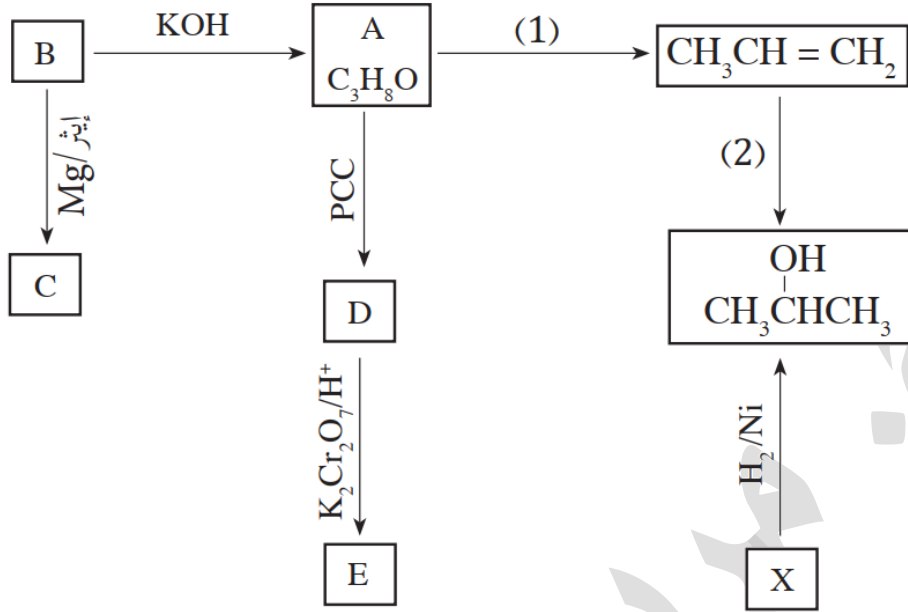 B
KOH
A
C₃H₈O
(1)
CH₃CH = CH₂
Mg/إيثر
PCC
(2)
C
D
OH
CH₃CHCH₃
K₂Cr₂O₇/H⁺
H₂/Ni
E
X